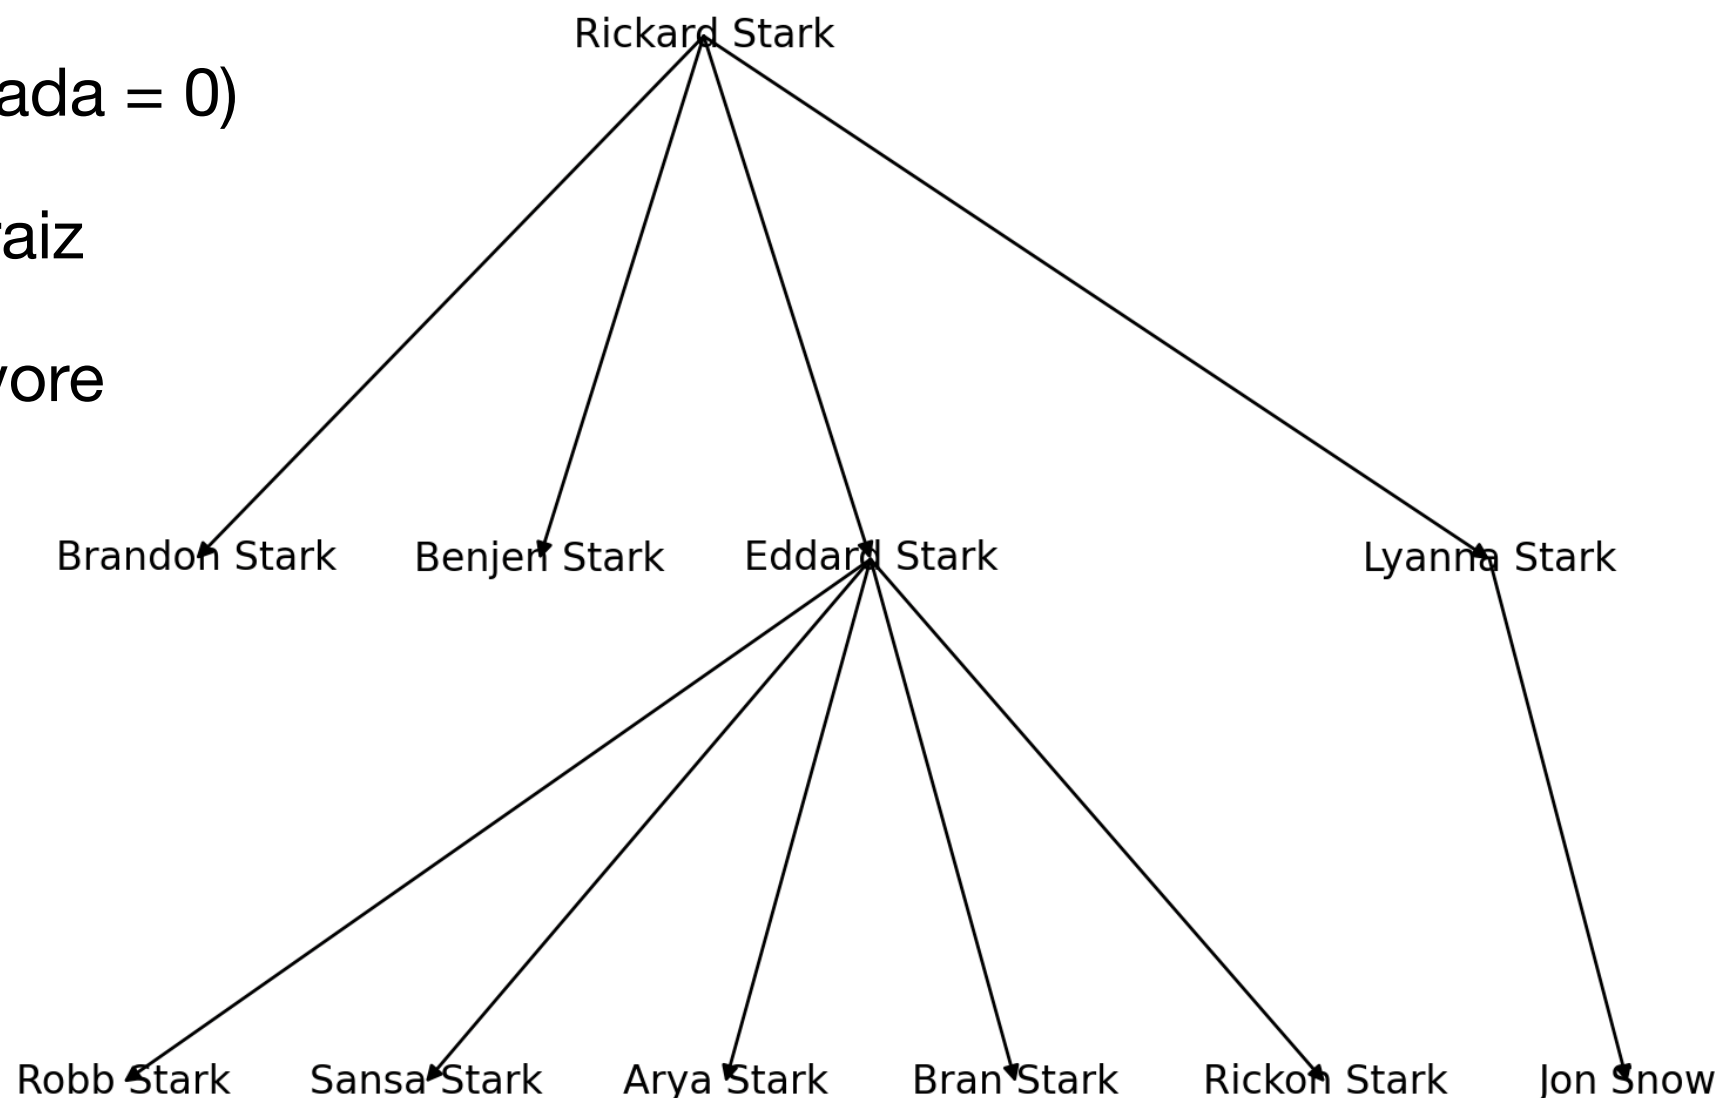 Rickard Stark
ada = 0)
raiz
vore
Brandon Stark Benjen Stark Eddard Stark Lyanna Stark
Robb Stark Sansa Stark Arya Stark Bran Stark Rickon Stark Jon Snow